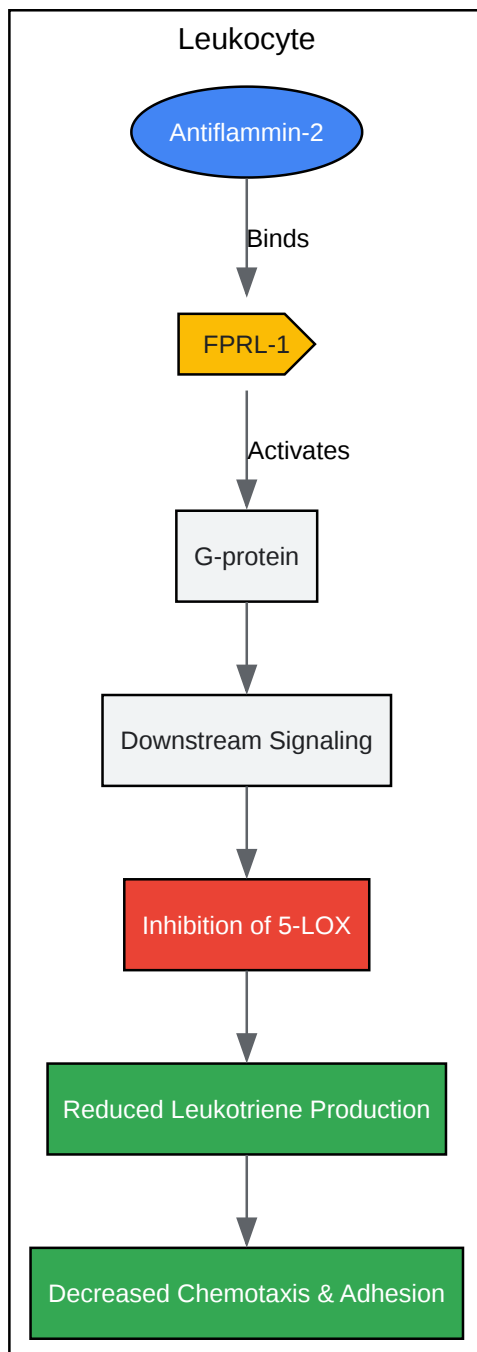 Leukocyte
Antiflammin-2
Binds
FPRL-1
Activates
G-protein
Downstream Signaling
Inhibition of 5-LOX
Reduced Leukotriene Production
Decreased Chemotaxis & Adhesion